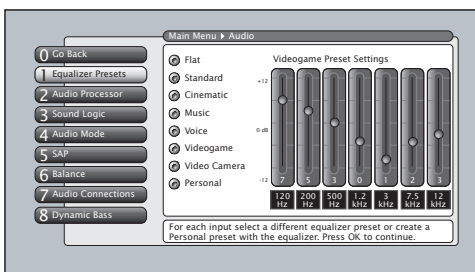 Main Menu ▸ Audio
0 Go Back
1 Equalizer Presets
2 Audio Processor
3 Sound Logic
4 Audio Mode
5 SAP
6 Balance
7 Audio Connections
8 Dynamic Bass
Flat
Standard
Cinematic
Music
Voice
Videogame
Video Camera
Personal
Videogame Preset Settings
+12
0 dB
-12
7 5 3 0 1 2 3
120 Hz 200 Hz 500 Hz 1.2 kHz 3 kHz 7.5 kHz 12 kHz
For each input select a different equalizer preset or create a
Personal preset with the equalizer. Press OK to continue.